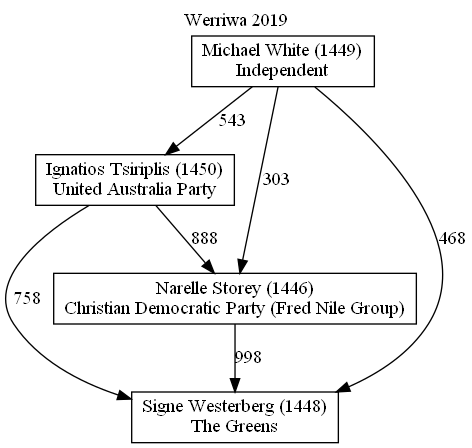 Werriwa 2019
Michael White (1449)
Independent
543
Ignatios Tsiriplis (1450)
United Australia Party
303
888
468
Narelle Storey (1446)
Christian Democratic Party (Fred Nile Group)
758
998
Signe Westerberg (1448)
The Greens